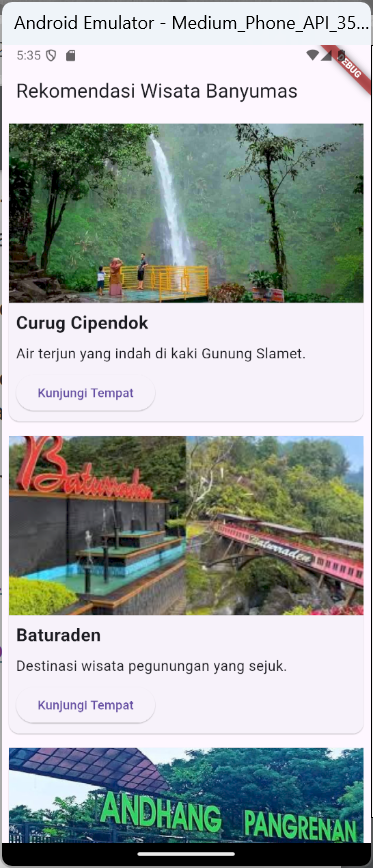 Android Emulator - Medium_Phone_API_35...
5:35
Rekomendasi Wisata Banyumas
Curug Cipendok
Air terjun yang indah di kaki Gunung Slamet.
Kunjungi Tempat
Baturraden
Baturaden
Baturaden
Destinasi wisata pegunungan yang sejuk.
Kunjungi Tempat
ANDHANG PANGRENAN